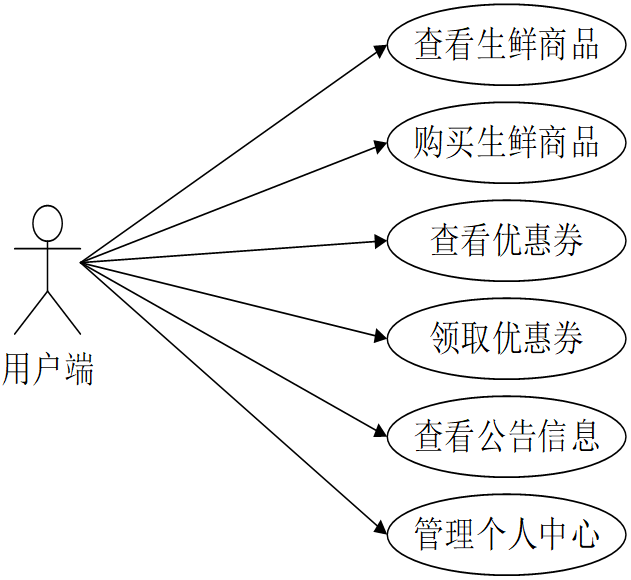 查看生鲜商品
购买生鲜商品
查看优惠券
领取优惠券
用户端
查看公告信息
管理个人中心